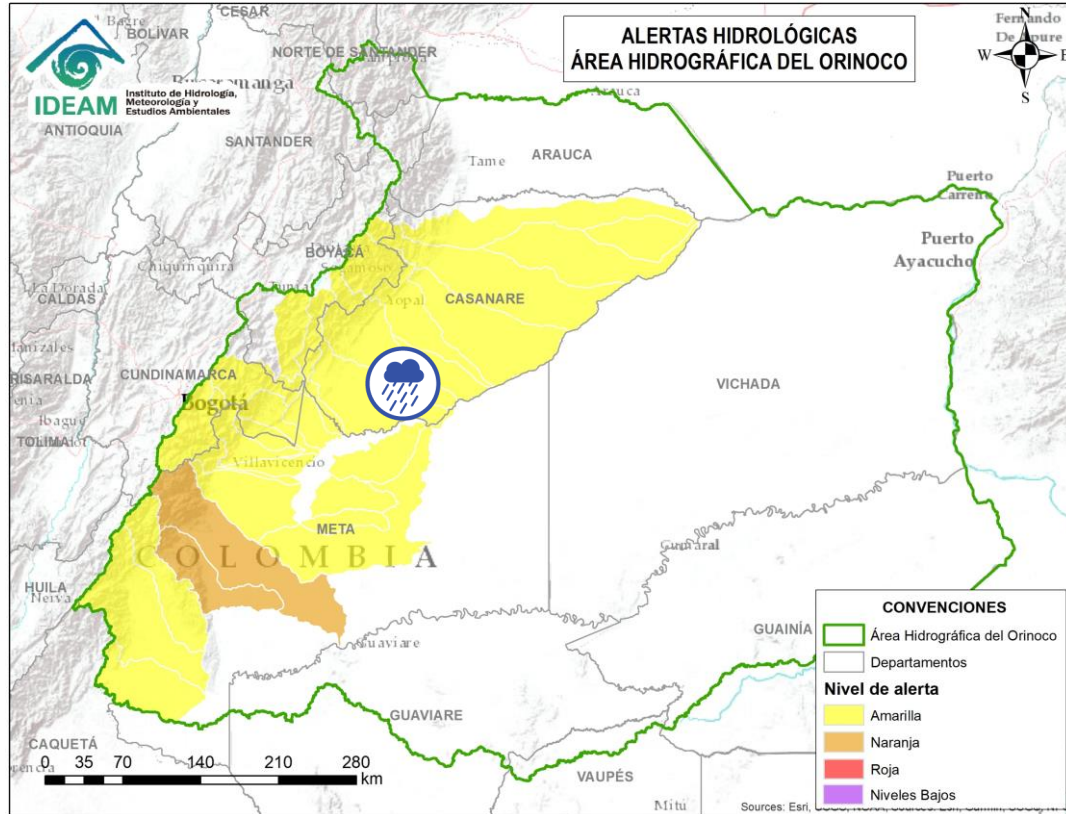 ALERTAS HIDROLÓGICAS
ÁREA HIDROGRÁFICA DEL ORINOCO
IDEAM
Instituto de Hidrología,
Meteorología y
Estudios Ambientales
N
W
E
S
CESAR
BOLÍVAR
NORTE DE SANTANDER
ANTIOQUIA
SANTANDER
Arauca
ARAUCA
Tame
Puerto
Carreño
Puerto
Ayacucho
BOYACÁ
Chiquinquira
Tunja
La Dorada
CALDAS
Yopal
CASANARE
VICHADA
CUNDINAMARCA
RISARALDA
Bogotá
Ibagué
TOLIMA
Villavicencio
META
COLOMBIA
HUILA
Neiva
Guaviare
GUAINÍA
GUAVIARE
CAQUETÁ
VAUPÉS
Mitú
0 35 70 140 210 280
km
CONVENCIONES
Área Hidrográfica del Orinoco
Departamentos
Nivel de alerta
Amarilla
Naranja
Roja
Niveles Bajos
Sources: Esri,